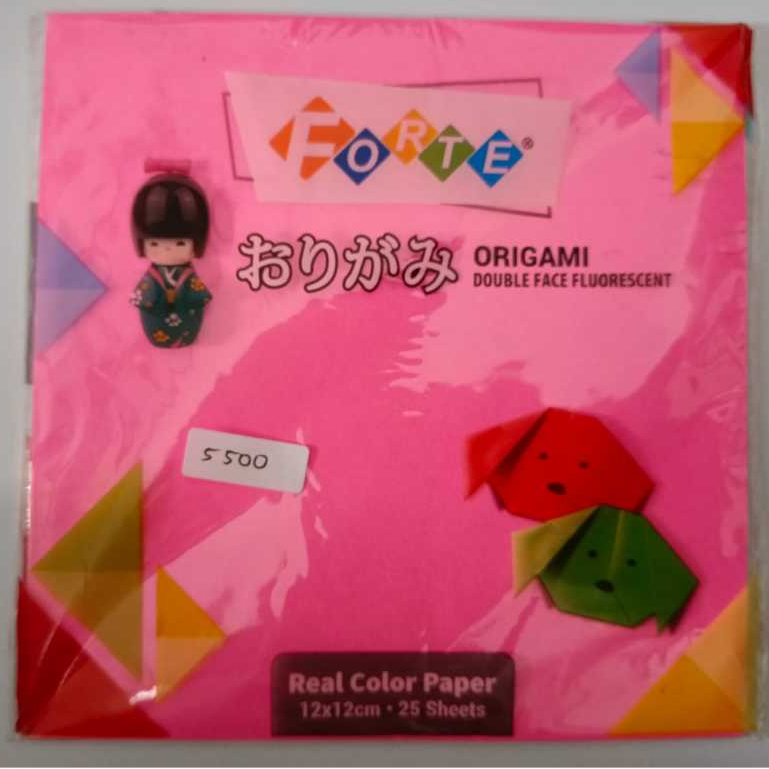 FORTE®
おりがみ ORIGAMI
DOUBLE FACE FLUORESCENT
5500
Real Color Paper
12x12cm • 25 Sheets